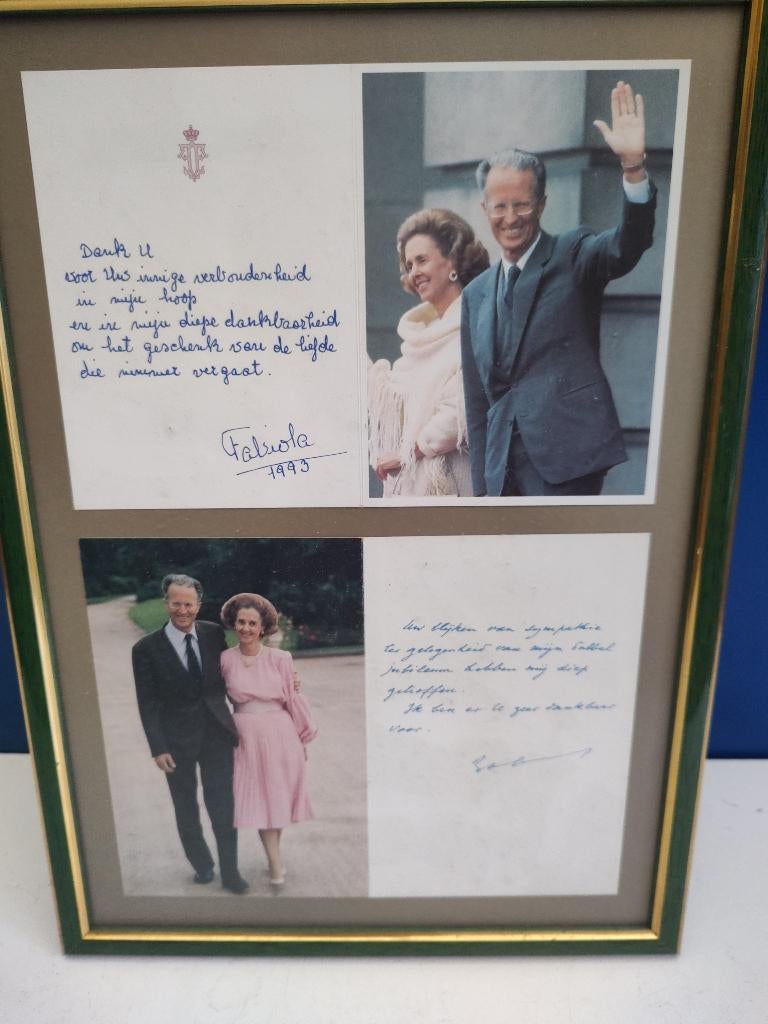 Dank U
voor Uw innige verbondenheid
in mijn hoop
en in mijn diepe dankbaarheid
om het geschenk van de liefde
die nimmer vergaat.
Fabiola
1993
Uw blijken van sympathie
ter gelegenheid van mijn dubbel
jubileum hebben mij diep
getroffen.
Ik ben er U zeer dankbaar
voor.